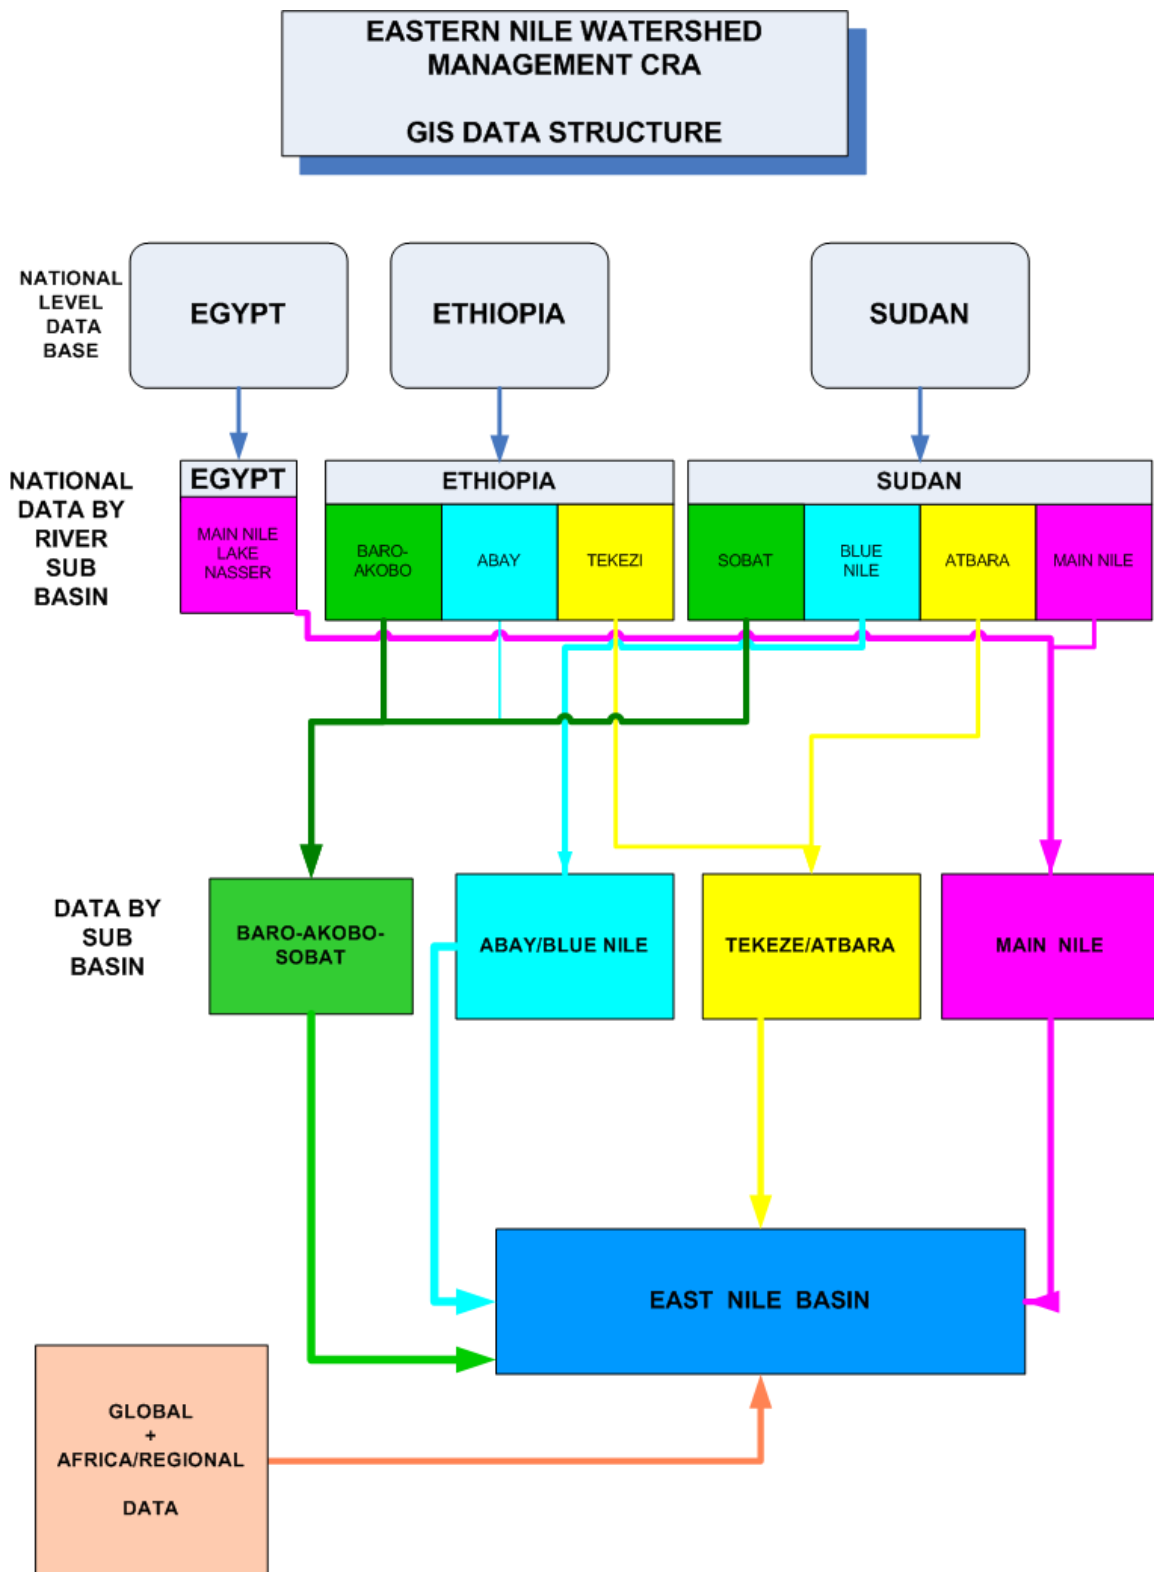 EASTERN NILE WATERSHED
MANAGEMENT CRA
GIS DATA STRUCTURE
NATIONAL
LEVEL
DATA
BASE
EGYPT
ETHIOPIA
SUDAN
NATIONAL
DATA BY
RIVER
SUB
BASIN
EGYPT
MAIN NILE
LAKE
NASSER
ETHIOPIA
BARO-
AKOBO
ABAY
TEKEZI
SUDAN
SOBAT
BLUE
NILE
ATBARA
MAIN NILE
DATA BY
SUB
BASIN
BARO-AKOBO-
SOBAT
ABAY/BLUE NILE
TEKEZE/ATBARA
MAIN NILE
EAST NILE BASIN
GLOBAL
+
AFRICA/REGIONAL
DATA